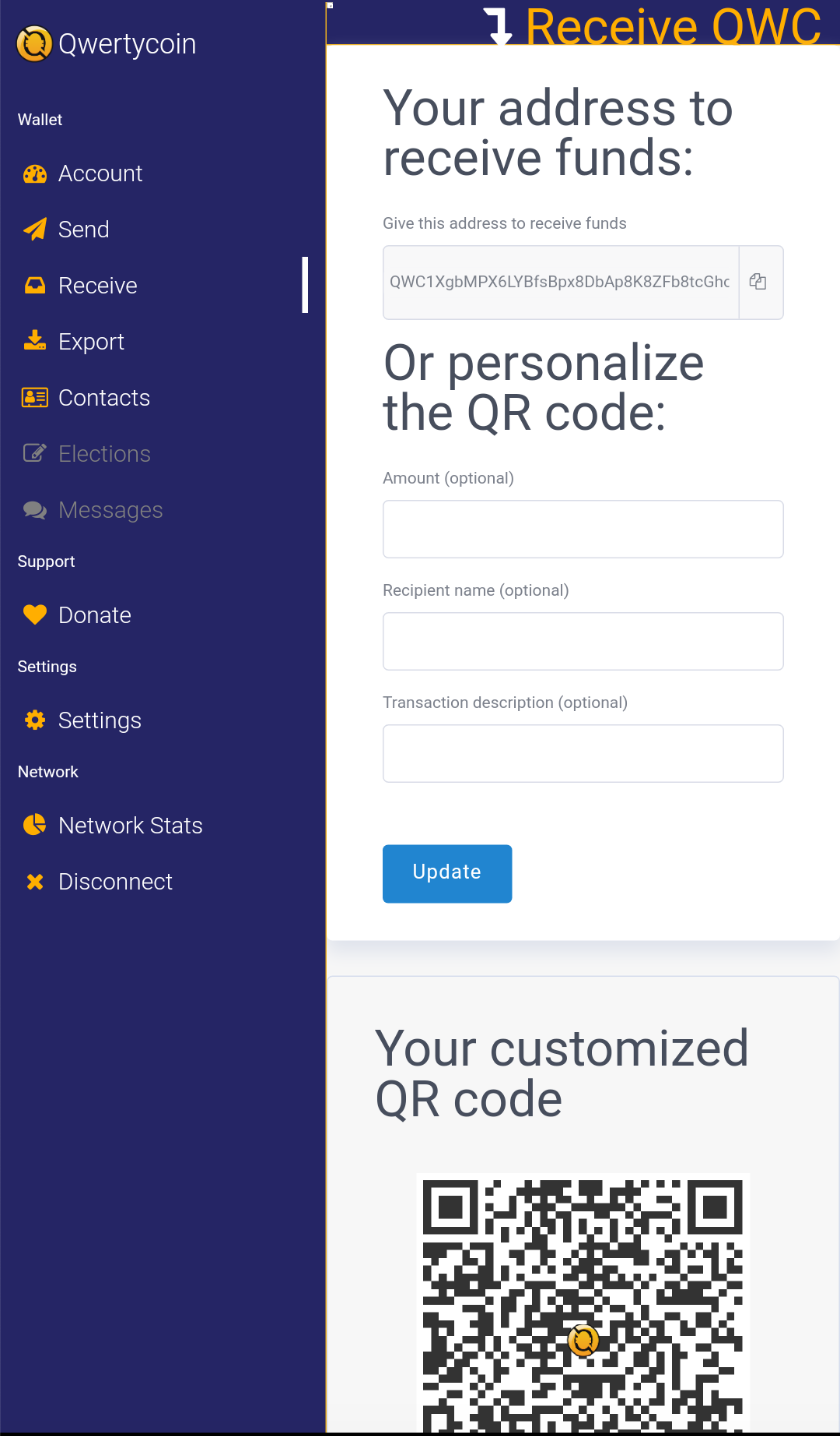 Qwertycoin
Wallet
Account
Send
Receive
Export
Contacts
Elections
Messages
Support
Donate
Settings
Settings
Network
Network Stats
Disconnect
Receive QWC
Your address to
receive funds:
Give this address to receive funds
QWC1XgbMPX6LYBfsBpx8DbAp8K8ZFb8tcGhc
Or personalize
the QR code:
Amount (optional)
Recipient name (optional)
Transaction description (optional)
Update
Your customized
QR code